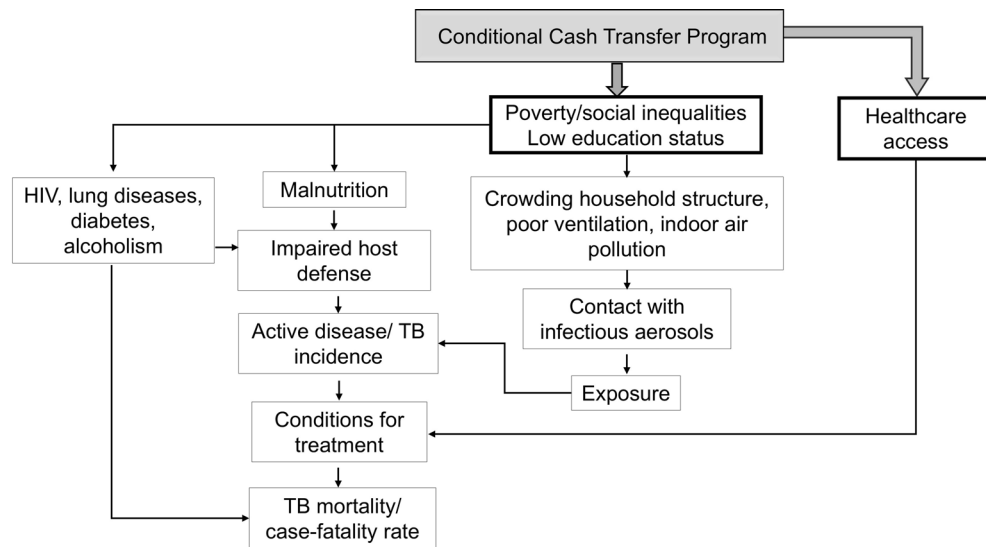 Conditional Cash Transfer Program
Poverty/social inequalities
Low education status
Healthcare
access
HIV, lung diseases,
diabetes,
alcoholism
Malnutrition
Crowding household structure,
poor ventilation, indoor air
pollution
Impaired host
defense
Contact with
infectious aerosols
Active disease/ TB
incidence
Exposure
Conditions for
treatment
TB mortality/
case-fatality rate